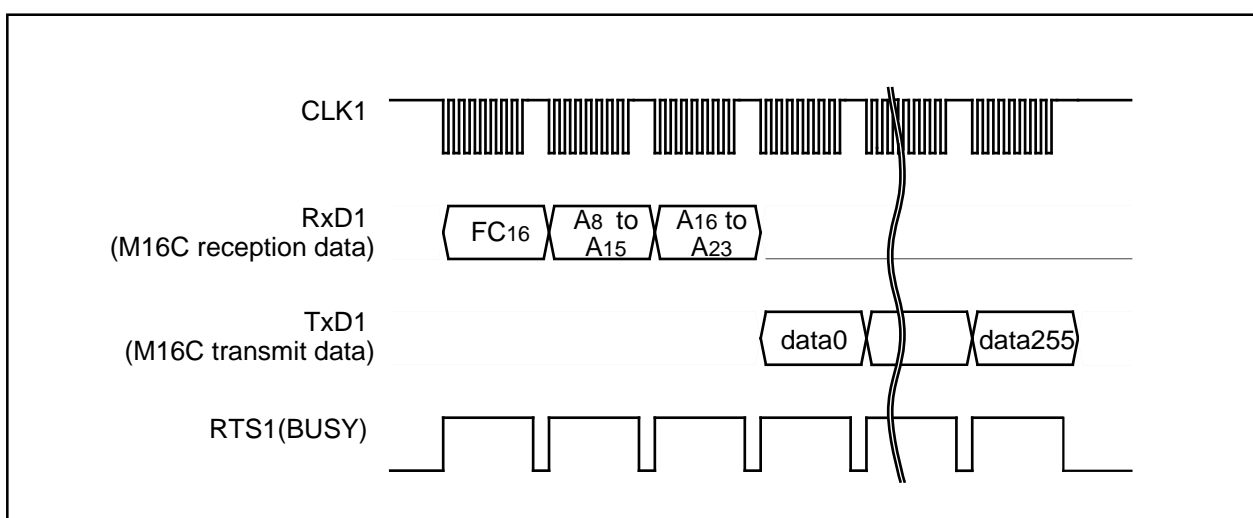 CLK1
RxD1
(M16C reception data)
FC16
A8 to
A15
A16 to
A23
TxD1
(M16C transmit data)
data0
data255
RTS1(BUSY)